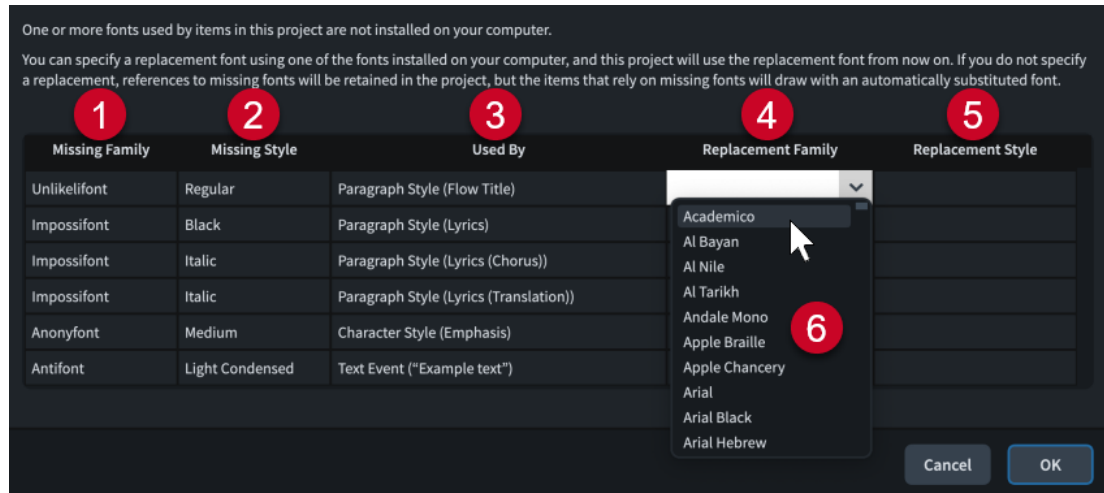 One or more fonts used by items in this project are not installed on your computer.
You can specify a replacement font using one of the fonts installed on your computer, and this project will use the replacement font from now on. If you do not specify
a replacement, references to missing fonts will be retained in the project, but the items that rely on missing fonts will draw with an automatically substituted font.
1 2 3 4 5
Missing Family Missing Style Used By Replacement Family Replacement Style
Unlikelifont Regular Paragraph Style (Flow Title)
Impossifont Black Paragraph Style (Lyrics)
Impossifont Italic Paragraph Style (Lyrics (Chorus))
Impossifont Italic Paragraph Style (Lyrics (Translation))
Anonyfont Medium Character Style (Emphasis)
Antifont Light Condensed Text Event ("Example text")
Academico
Al Bayan
Al Nile
Al Tarikh
Andale Mono
6
Apple Braille
Apple Chancery
Arial
Arial Black
Arial Hebrew
Cancel OK